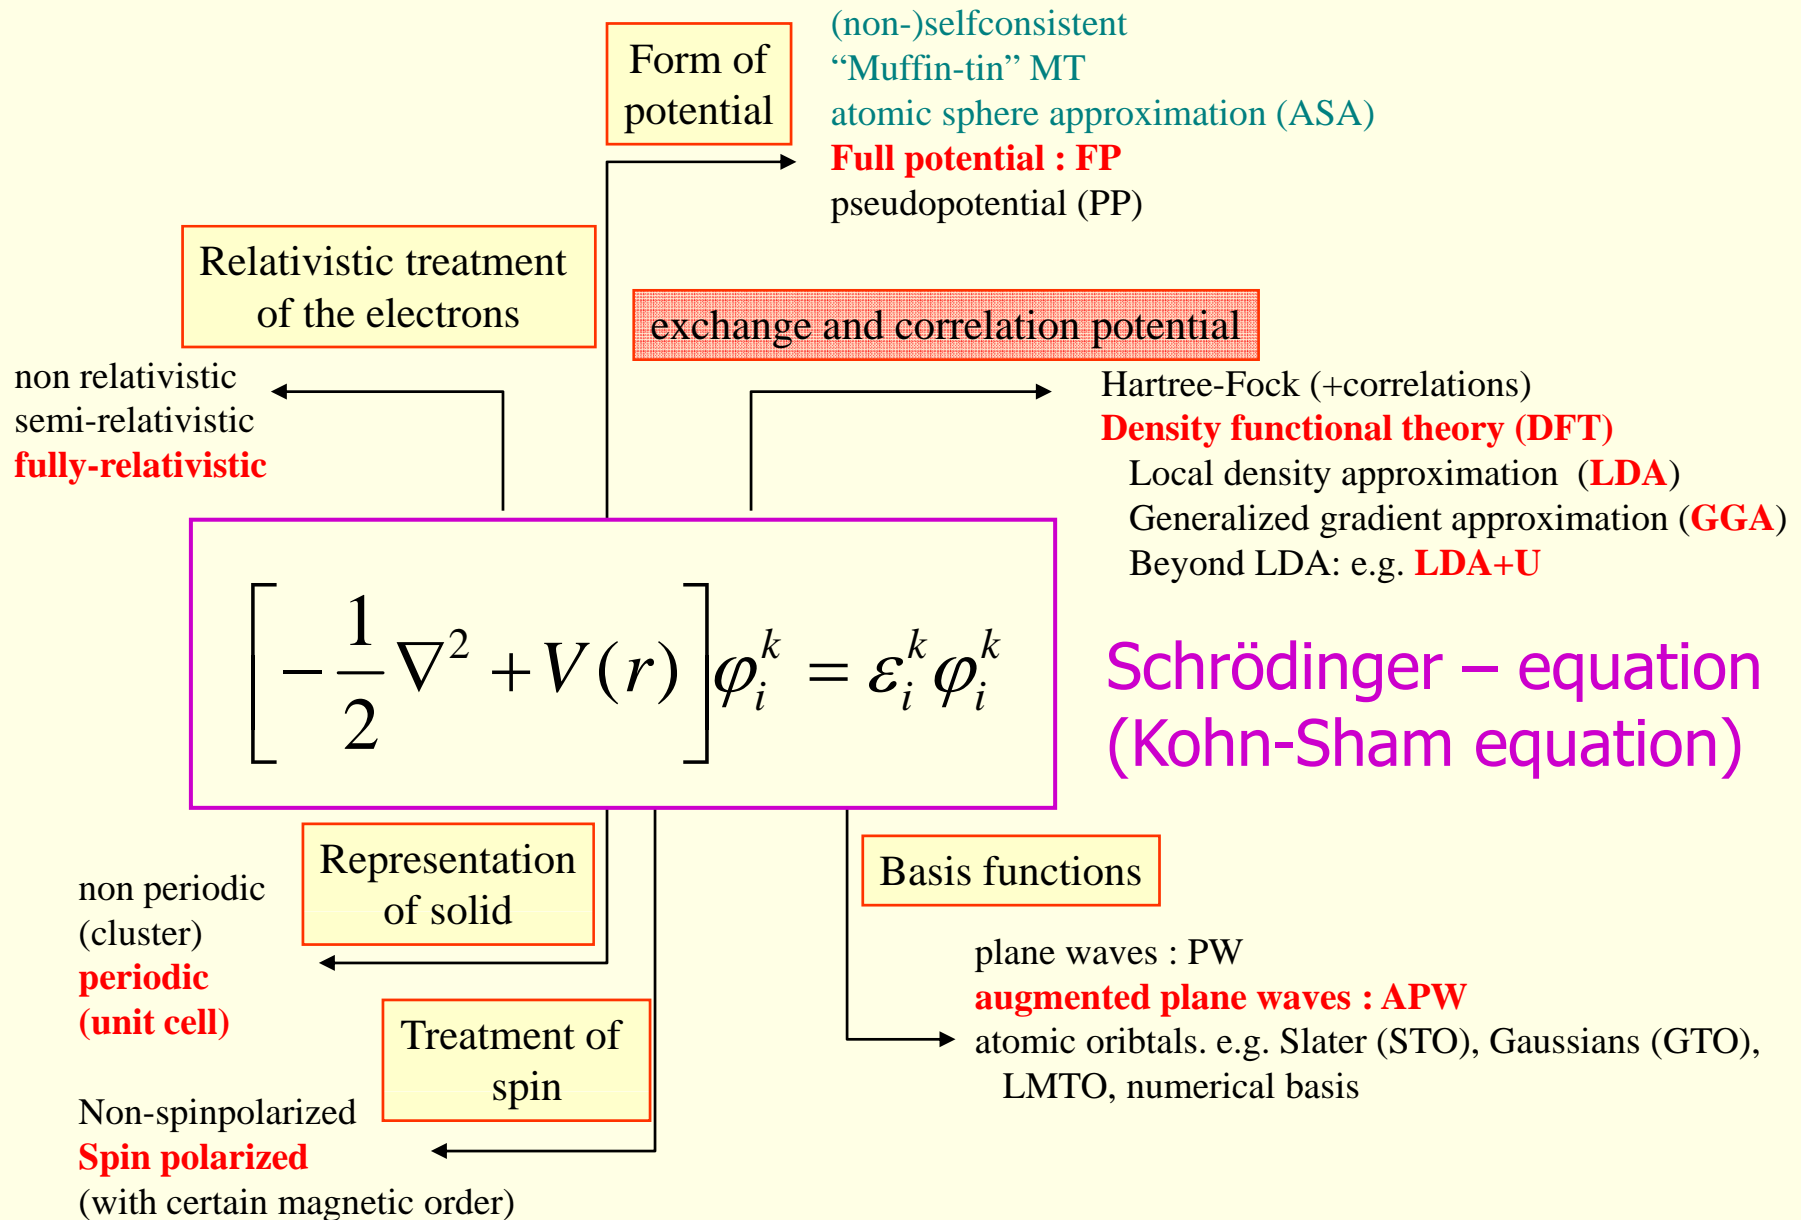 Form of
potential
(non-)selfconsistent
“Muffin-tin” MT
atomic sphere approximation (ASA)
Full potential : FP
pseudopotential (PP)
Relativistic treatment
of the electrons
non relativistic
semi-relativistic
fully-relativistic
exchange and correlation potential
Hartree-Fock (+correlations)
Density functional theory (DFT)
Local density approximation (LDA)
Generalized gradient approximation (GGA)
Beyond LDA: e.g. LDA+U
[-\frac{1}{2}∇^2 + V(r)]φ_i^k = ε_i^k φ_i^k
Schrödinger – equation
(Kohn-Sham equation)
Representation
of solid
non periodic
(cluster)
periodic
(unit cell)
Treatment of
spin
Non-spinpolarized
Spin polarized
(with certain magnetic order)
Basis functions
plane waves : PW
augmented plane waves : APW
atomic oribtals. e.g. Slater (STO), Gaussians (GTO),
LMTO, numerical basis